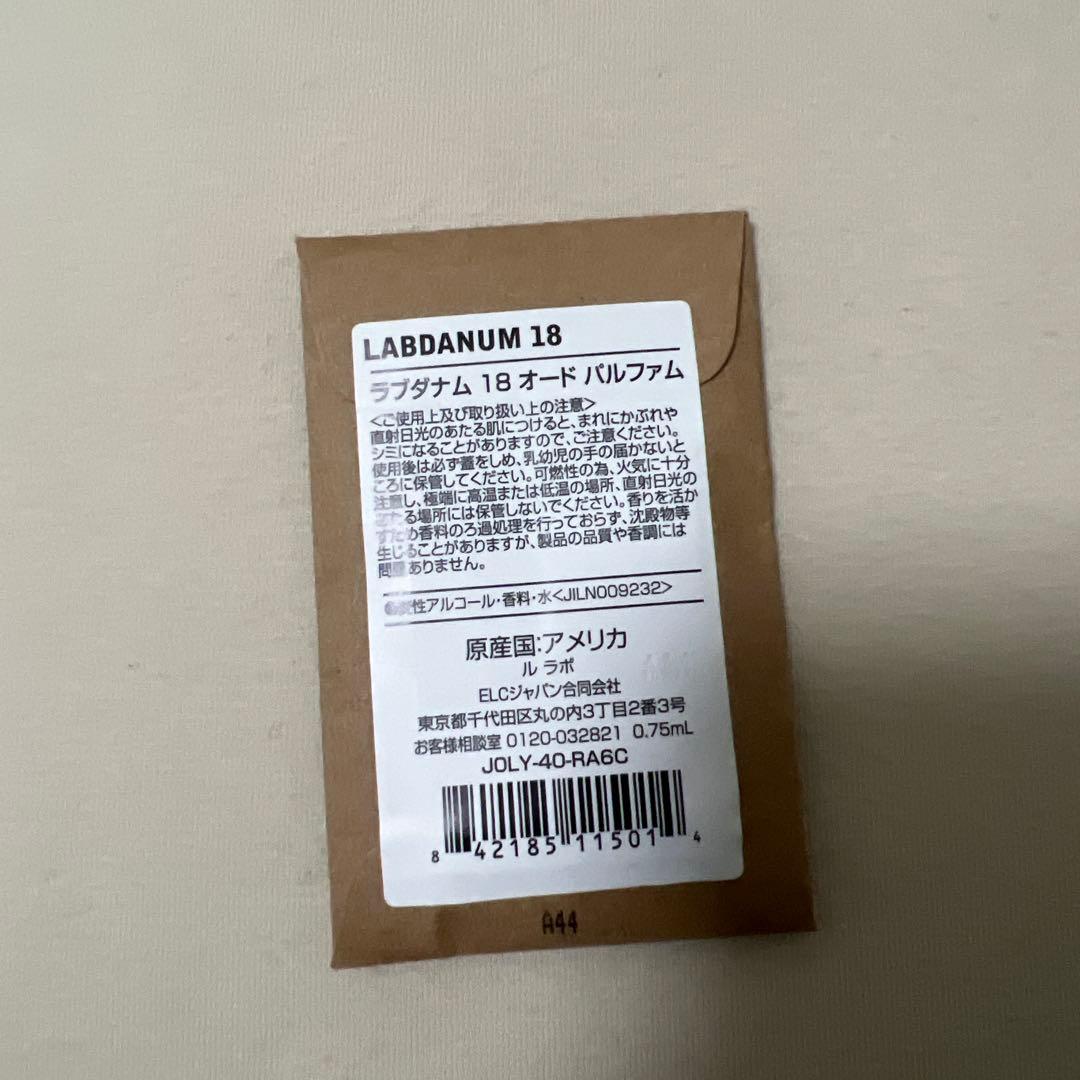 LABDANUM 18
ラブダナム 18 オード パルファム
<ご使用上及び取り扱い上の注意>
直射日光のあたる肌につけると、まれにかぶれや
シミになることがありますので、ご注意ください。
使用後は必ず蓋をしめ、乳幼児の手の届かないと
ころに保管してください。可燃性の為、火気に十分
注意し、極端に高温または低温の場所、直射日光の
あたる場所には保管しないでください。香りを活か
すため香料のろ過処理を行っておらず、沈殿物等
生じることがありますが、製品の品質や香調には
問題ありません。
性アルコール・香料・水<JILN009232>
原産国:アメリカ
ル ラボ
ELCジャパン合同会社
東京都千代田区丸の内3丁目2番3号
お客様相談室 0120-032821 0.75mL
J0LY-40-RA6C
8 42185 11501 4
A44